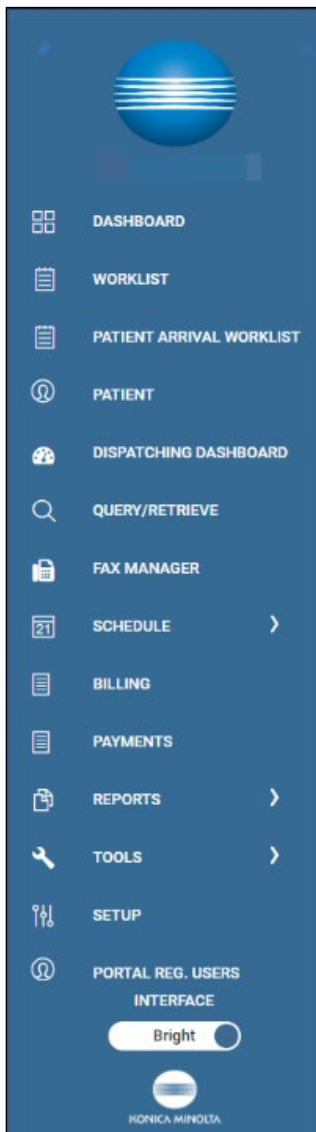 DASHBOARD
WORKLIST
PATIENT ARRIVAL WORKLIST
PATIENT
DISPATCHING DASHBOARD
QUERY/RETRIEVE
FAX MANAGER
21 SCHEDULE
BILLING
PAYMENTS
REPORTS
TOOLS
SETUP
PORTAL REG. USERS
INTERFACE
Bright
KONICA MINOLTA